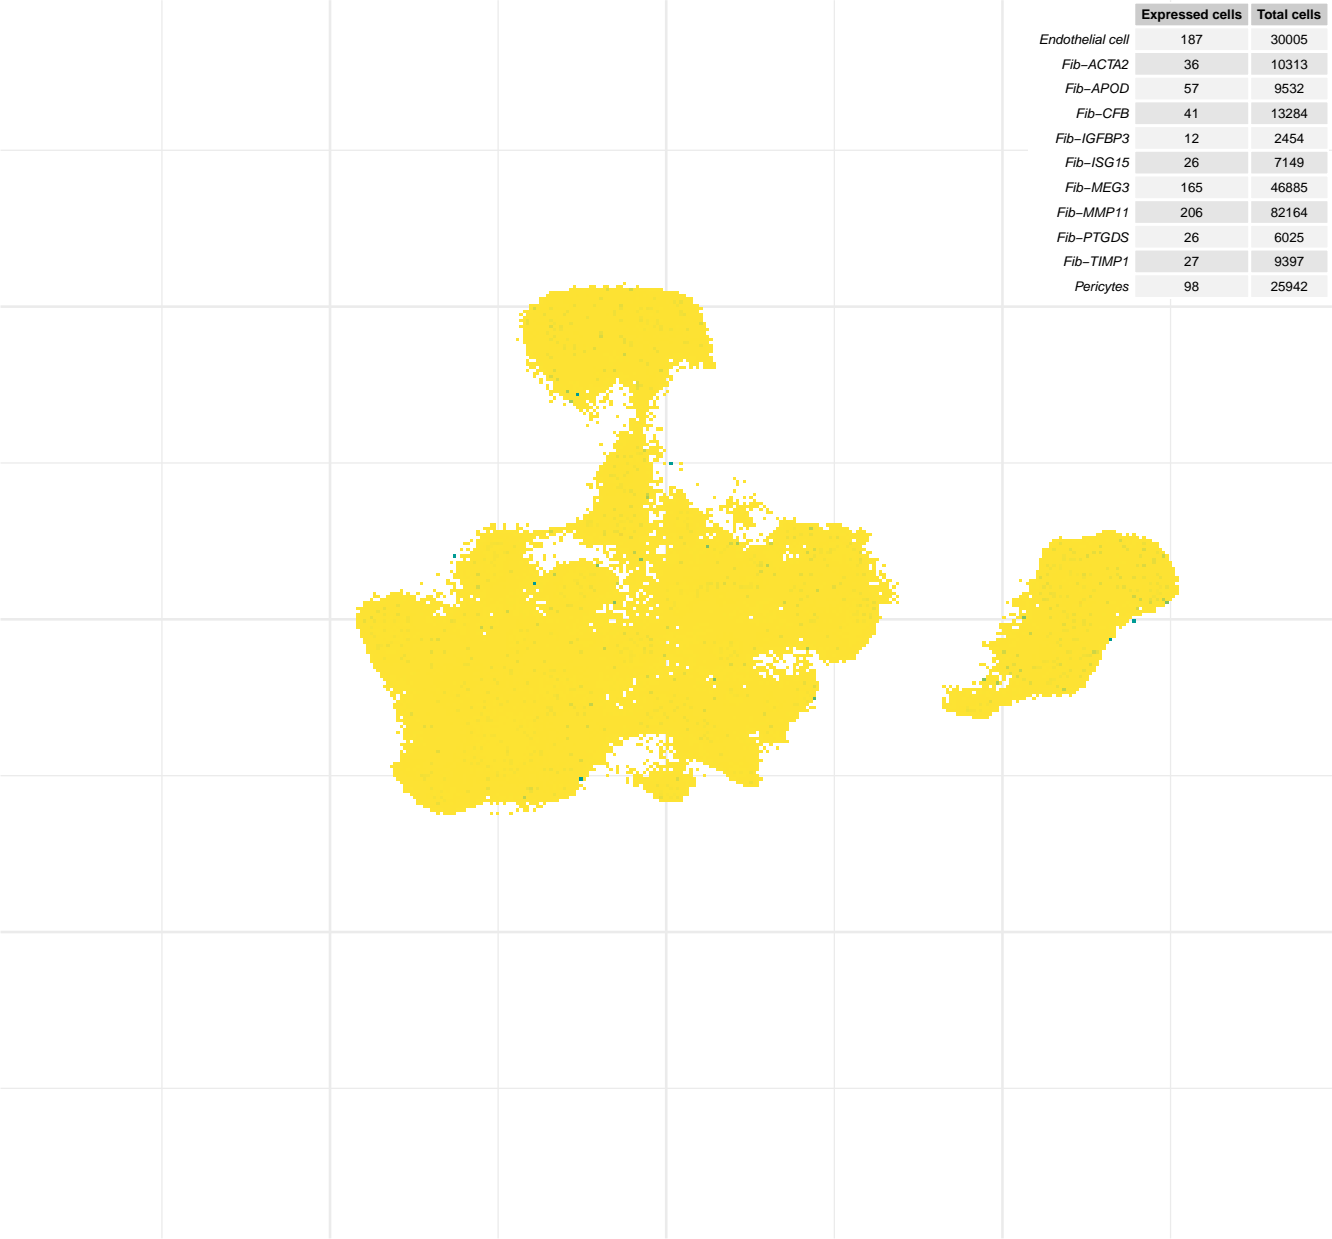 Expressed cells Total cells
Endothelial cell 187 30005
Fib−ACTA2 36 10313
Fib−APOD 57 9532
Fib−CFB 41 13284
Fib−IGFBP3 12 2454
Fib−ISG15 26 7149
Fib−MEG3 165 46885
Fib−MMP11 206 82164
Fib−PTGDS 26 6025
Fib−TIMP1 27 9397
Pericytes 98 25942